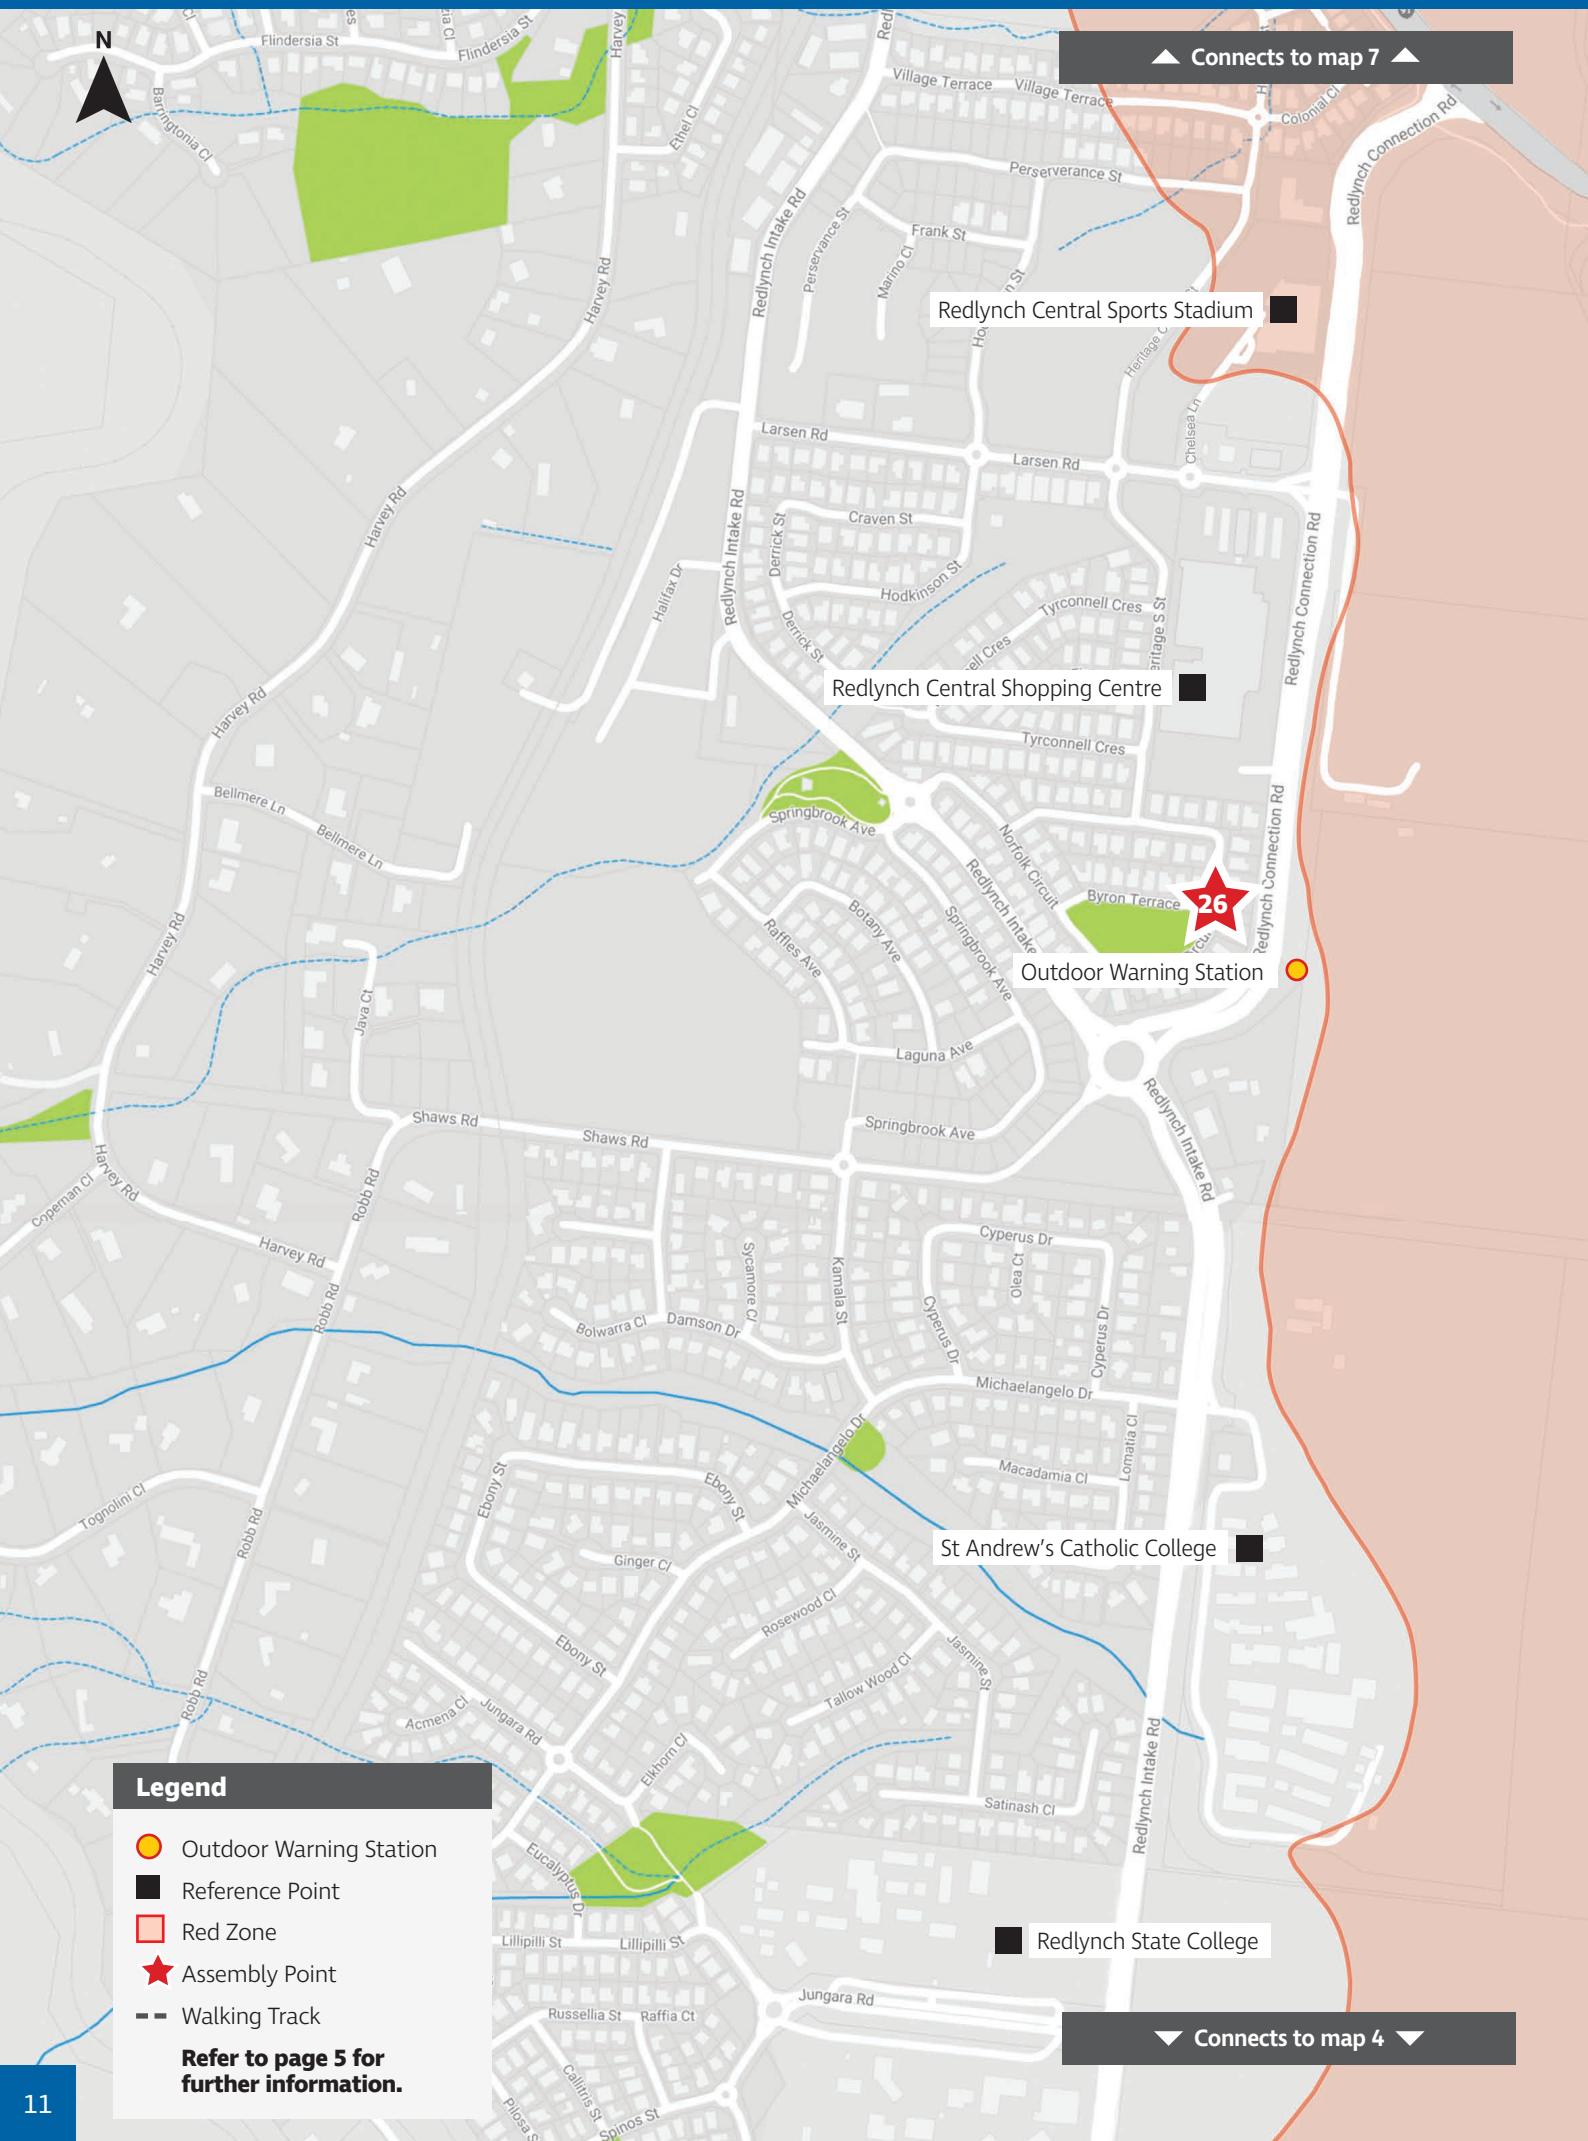 N
Connects to map 7
Flindersia St
Flindersia St
Barringtonia Cl
Harvey
Ethel Cl
Village Terrace
Village Terrace
Colonial Cl
Redlynch Connection Rd
Perserverance St
Perservance St
Frank St
Marino Cl
Redlynch Intake Rd
Harvey Rd
Redlynch Central Sports Stadium
Larsen Rd
Larsen Rd
Chelsea Ln
Harvey Rd
Redlynch Intake Rd
Derrick St
Craven St
Redlynch Connection Rd
Halifax Dr
Hodkinson St
Tyrconnell Cres
Derrick St
Redlynch Central Shopping Centre
Harvey Rd
Tyrconnell Cres
Bellmere Ln
Bellmere Ln
Springbrook Ave
Norfolk Circuit
Redlynch Connection Rd
Redlynch Intake
Byron Terrace
26
Harvey Rd
Raffles Ave
Botany Ave
Springbrook Ave
Outdoor Warning Station
Java Ct
Laguna Ave
Redlynch Intake Rd
Shaws Rd
Shaws Rd
Springbrook Ave
Copeman Cl
Harvey Rd
Robb Rd
Harvey Rd
Robb Rd
Sycamore Cl
Kamala St
Cyperus Dr
Olea Ct
Cyperus Dr
Cyperus Dr
Bolwarra Cl
Damson Dr
Michaelangelo Dr
Michaelangelo Dr
Lomatia Cl
Macadamia Cl
Ebony St
Ebony St
Tognolini Cl
Robb Rd
Jasmine St
Ginger Cl
St Andrew's Catholic College
Rosewood Cl
Ebony St
Jasmine St
Tallow Wood Cl
Robb Rd
Acmena Cl
Jungara Rd
Elkhorn Cl
Redlynch Intake Rd
Satinash Cl
Eucalyptus Dr
Lillipilli St
Lillipilli St
Redlynch State College
Jungara Rd
Russellia St
Raffia Ct
Callitris St
Spinos St
Connects to map 4
Legend
Outdoor Warning Station
Reference Point
Red Zone
Assembly Point
Walking Track
Refer to page 5 for
further information.
11